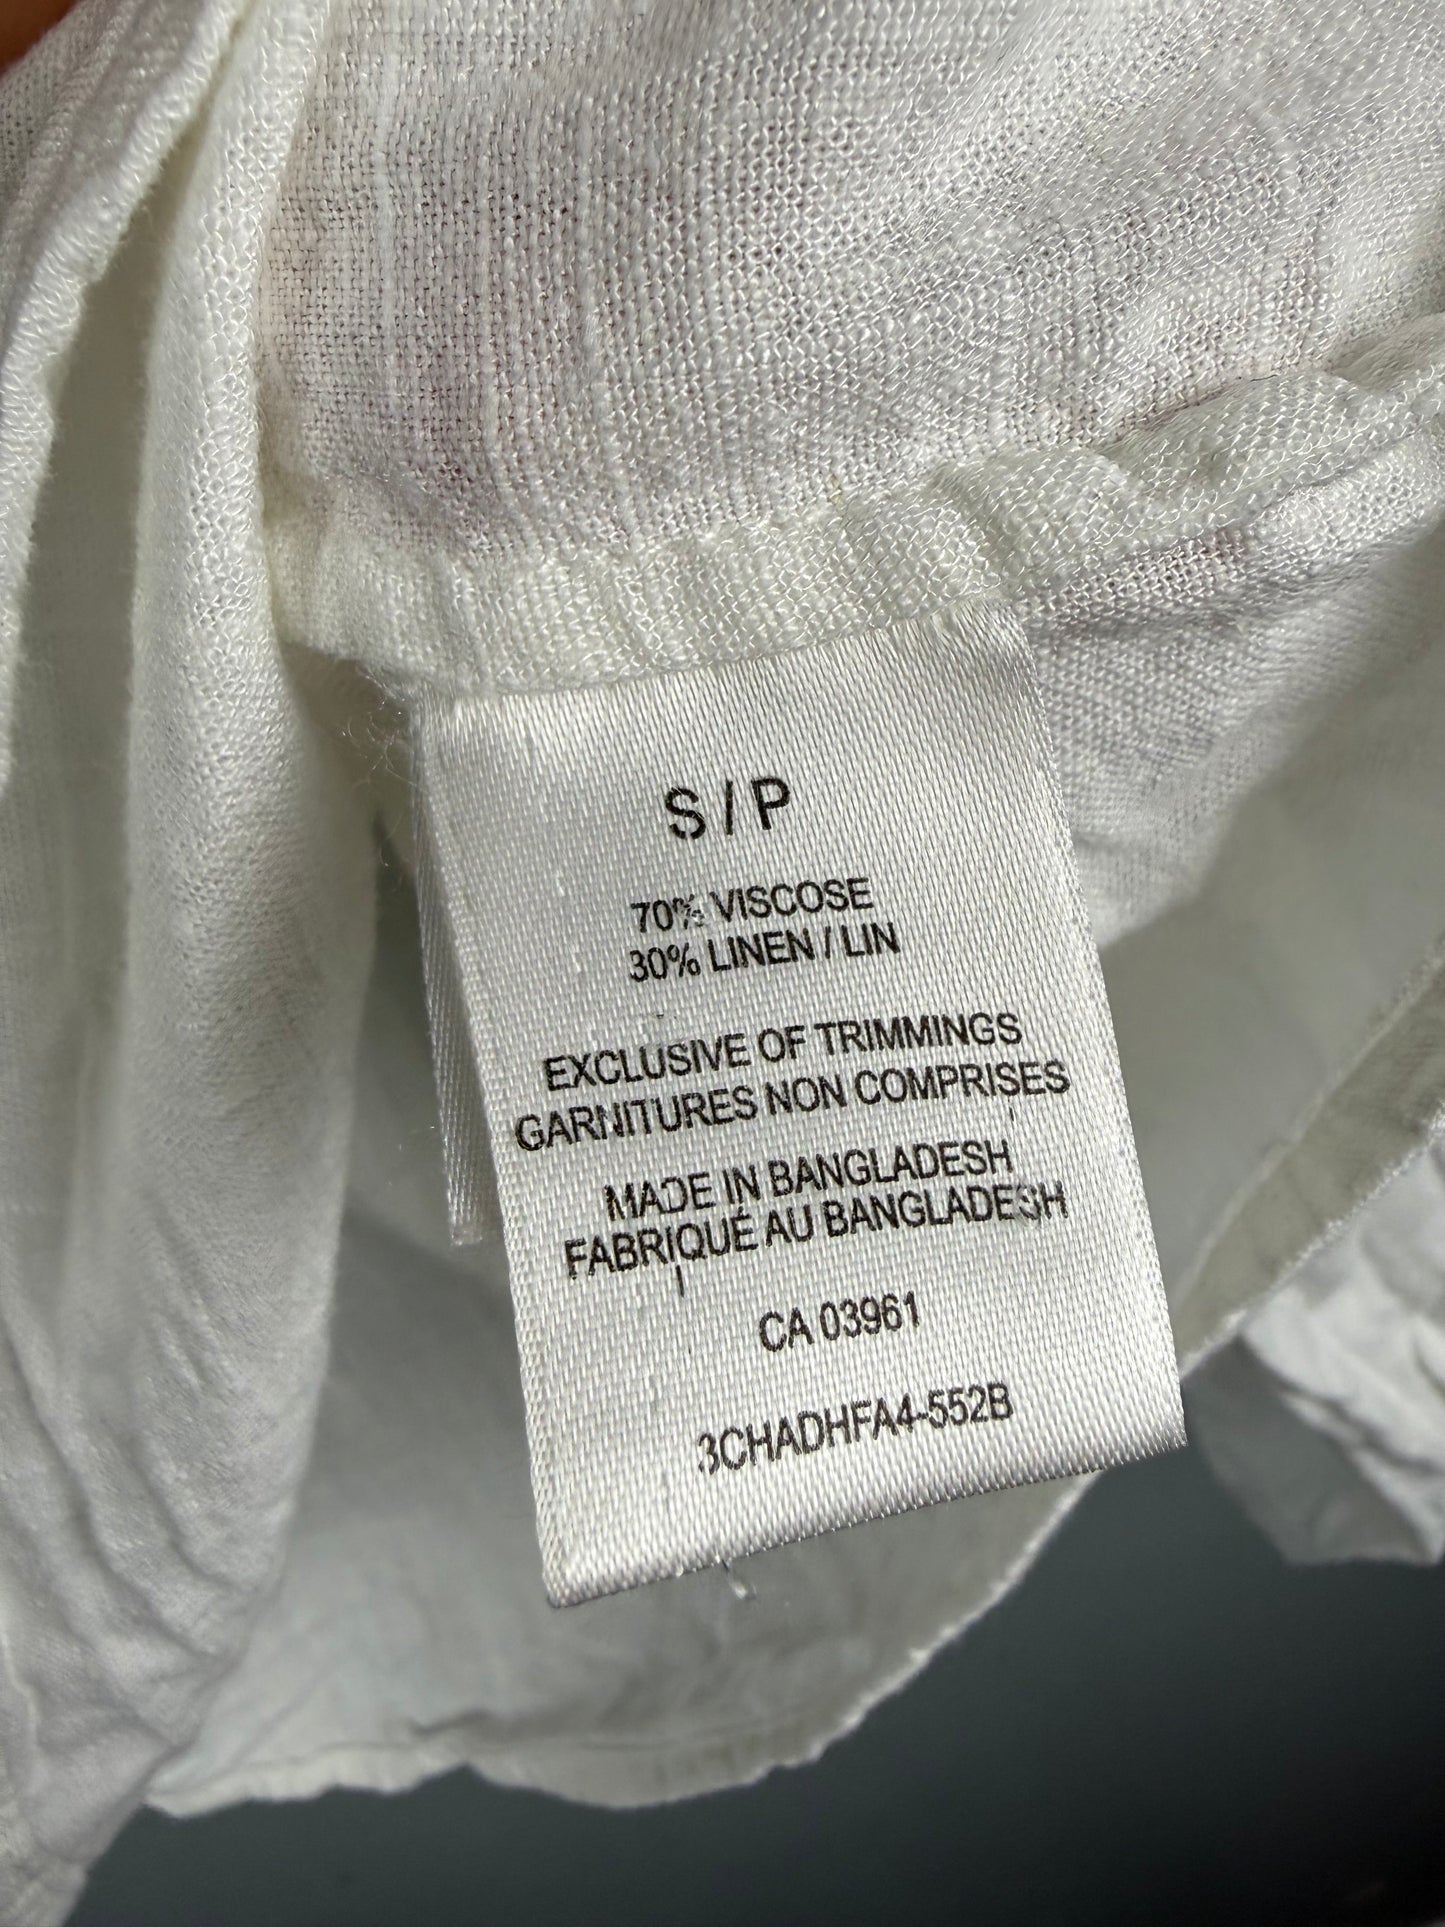 S / P
70% VISCOSE
30% LINEN / LIN
EXCLUSIVE OF TRIMMINGS
GARNITURES NON COMPRISES
MADE IN BANGLADESH
FABRIQUÉ AU BANGLADESH
CA 03961
3CHADHFA4-552B